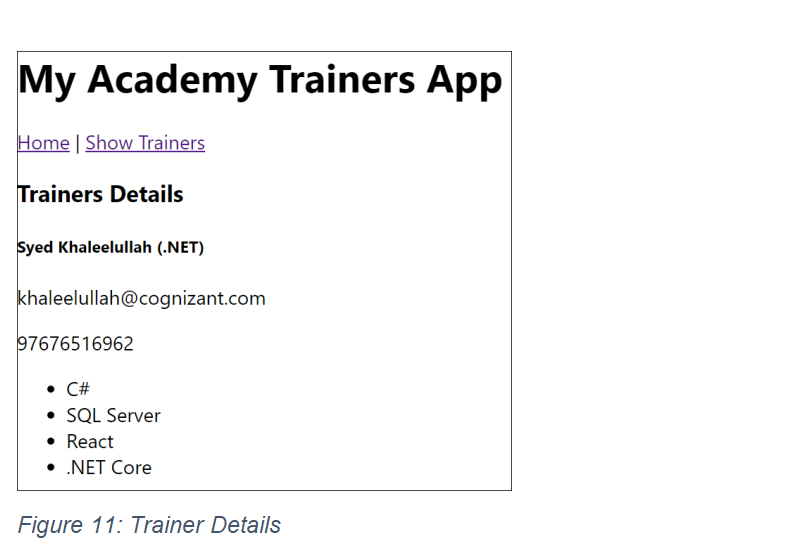 My Academy Trainers App
Home | Show Trainers
Trainers Details
Syed Khaleelullah (.NET)
khaleelullah@cognizant.com
97676516962
• C#
• SQL Server
• React
• .NET Core
Figure 11: Trainer Details